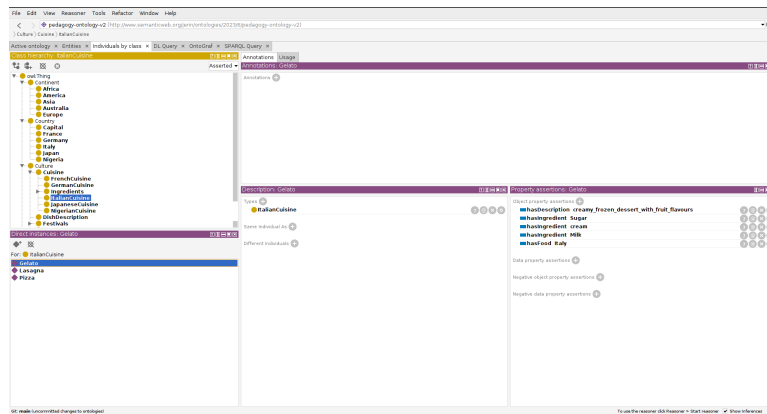 File Edit View Reasoner Tools Refactor Window Help
pedagogy-ontology-v2 (http://www.semanticweb.org/jerm/ontologies/2023/8/pedagogy-ontology-v2)
Culture Cuisine ItalianCuisine
Active ontology × Entities × Individuals by class × DL Query × OntoGraf × SPARQL Query ×
Class hierarchy: ItalianCuisine
Asserted
owl:Thing
Continent
Africa
America
Asia
Australia
Europe
Country
Capital
France
Germany
Italy
Japan
Nigeria
Culture
Cuisine
FrenchCuisine
GermanCuisine
Ingredients
ItalianCuisine
JapaneseCuisine
NigerianCuisine
DishDescription
Festivals
Direct instances: Gelato
For: ItalianCuisine
Gelato
Lasagna
Pizza
Annotations Usage
Annotations: Gelato
Annotations
Description: Gelato
Types
ItalianCuisine
Same Individual As
Different Individuals
Property assertions: Gelato
Object property assertions
hasDescription creamy_frozen_dessert_with_fruit_flavours
hasIngredient Sugar
hasIngredient cream
hasIngredient Milk
hasFood Italy
Data property assertions
Negative object property assertions
Negative data property assertions
Git: main (uncommitted changes to ontologies)
To use the reasoner click Reasoner > Start reasoner Show Inferences